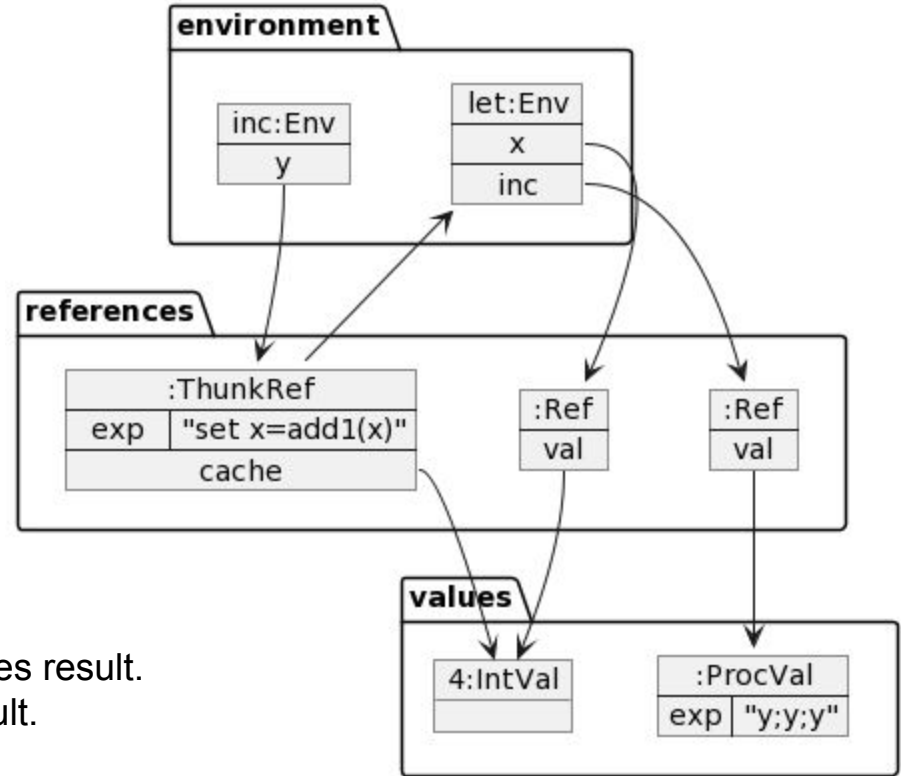 environment
inc:Env
y
let:Env
x
inc
references
:ThunkRef
exp "set x=add1(x)"
cache
:Ref
val
:Ref
val
values
4:IntVal
:ProcVal
exp "y;y;y"
result.